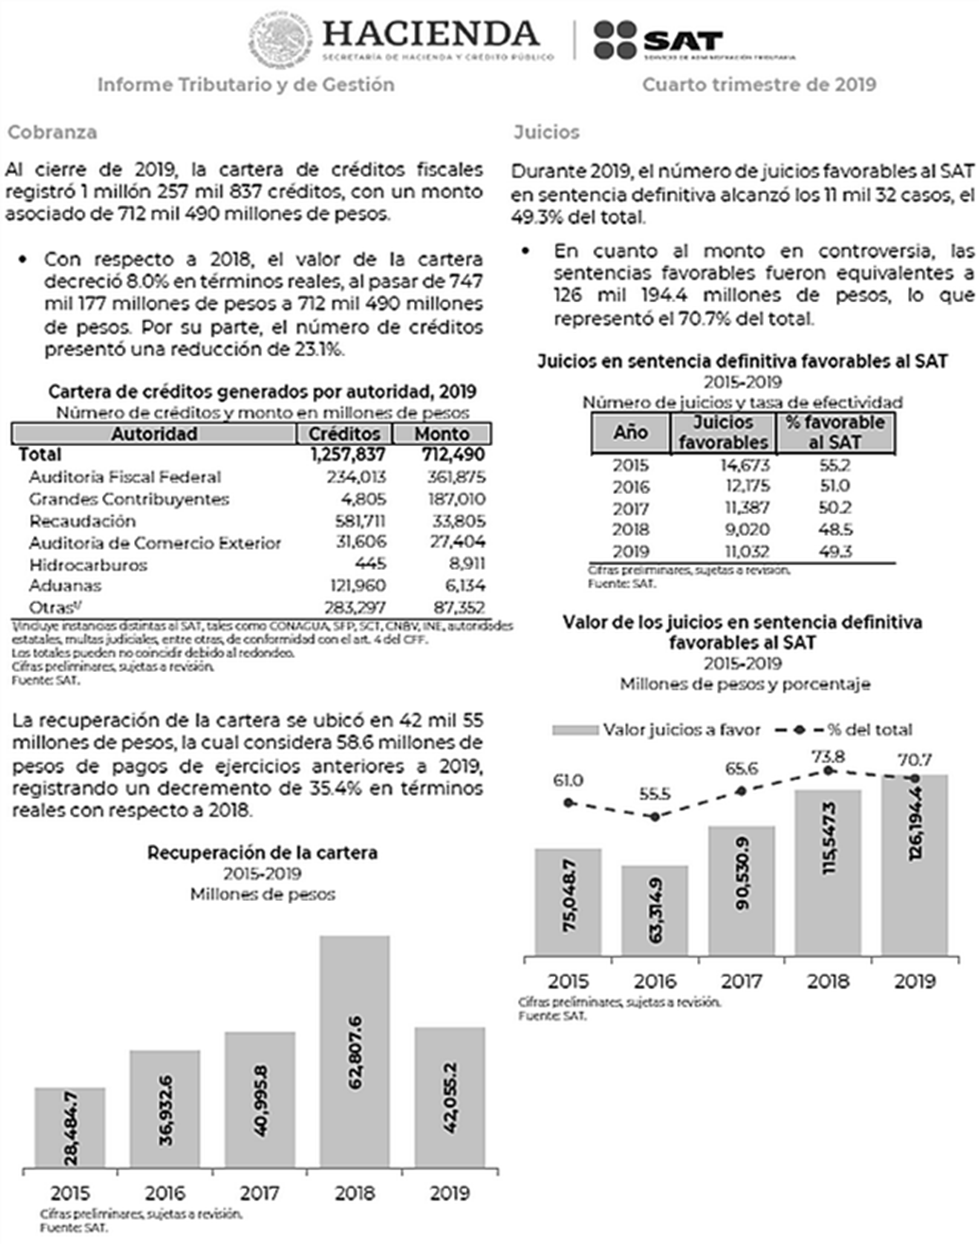 HACIENDA
SECRETARÍA DE HACIENDA Y CRÉDITO PÚBLICO
SAT
SERVICIO DE ADMINISTRACIÓN TRIBUTARIA
Informe Tributario y de Gestión
Cuarto trimestre de 2019
Cobranza
Al cierre de 2019, la cartera de créditos fiscales
registró 1 millón 257 mil 837 créditos, con un monto
asociado de 712 mil 490 millones de pesos.
• Con respecto a 2018, el valor de la cartera
decreció 8.0% en términos reales, al pasar de 747
mil 177 millones de pesos a 712 mil 490 millones
de pesos. Por su parte, el número de créditos
presentó una reducción de 23.1%.
Cartera de créditos generados por autoridad, 2019
Número de créditos y monto en millones de pesos
Autoridad Créditos Monto
Total 1,257,837 712,490
Auditoría Fiscal Federal 234,013 361,875
Grandes Contribuyentes 4,805 187,010
Recaudación 581,711 33,805
Auditoría de Comercio Exterior 31,606 27,404
Hidrocarburos 445 8,911
Aduanas 121,960 6,134
Otras1/ 283,297 87,352
1/Incluye instancias distintas al SAT, tales como CONAGUA, SFP, SCT, CNBV, INE, autoridades
estatales, multas judiciales, entre otras, de conformidad con el art. 4 del CFF.
Los totales pueden no coincidir debido al redondeo.
Cifras preliminares, sujetas a revisión.
Fuente: SAT.
La recuperación de la cartera se ubicó en 42 mil 55
millones de pesos, la cual considera 58.6 millones de
pesos de pagos de ejercicios anteriores a 2019,
registrando un decremento de 35.4% en términos
reales con respecto a 2018.
Recuperación de la cartera
2015-2019
Millones de pesos
28,484.7
36,932.6
40,995.8
62,807.6
42,055.2
2015 2016 2017 2018 2019
Cifras preliminares, sujetas a revisión.
Fuente: SAT.
Juicios
Durante 2019, el número de juicios favorables al SAT
en sentencia definitiva alcanzó los 11 mil 32 casos, el
49.3% del total.
• En cuanto al monto en controversia, las
sentencias favorables fueron equivalentes a
126 mil 194.4 millones de pesos, lo que
representó el 70.7% del total.
Juicios en sentencia definitiva favorables al SAT
2015-2019
Número de juicios y tasa de efectividad
Año Juicios favorables % favorable al SAT
2015 14,673 55.2
2016 12,175 51.0
2017 11,387 50.2
2018 9,020 48.5
2019 11,032 49.3
Cifras preliminares, sujetas a revisión.
Fuente: SAT.
Valor de los juicios en sentencia definitiva
favorables al SAT
2015-2019
Millones de pesos y porcentaje
Valor juicios a favor % del total
61.0 55.5 65.6 73.8 70.7
75,048.7
63,314.9
90,530.9
115,547.3
126,194.4
2015 2016 2017 2018 2019
Cifras preliminares, sujetas a revisión.
Fuente: SAT.